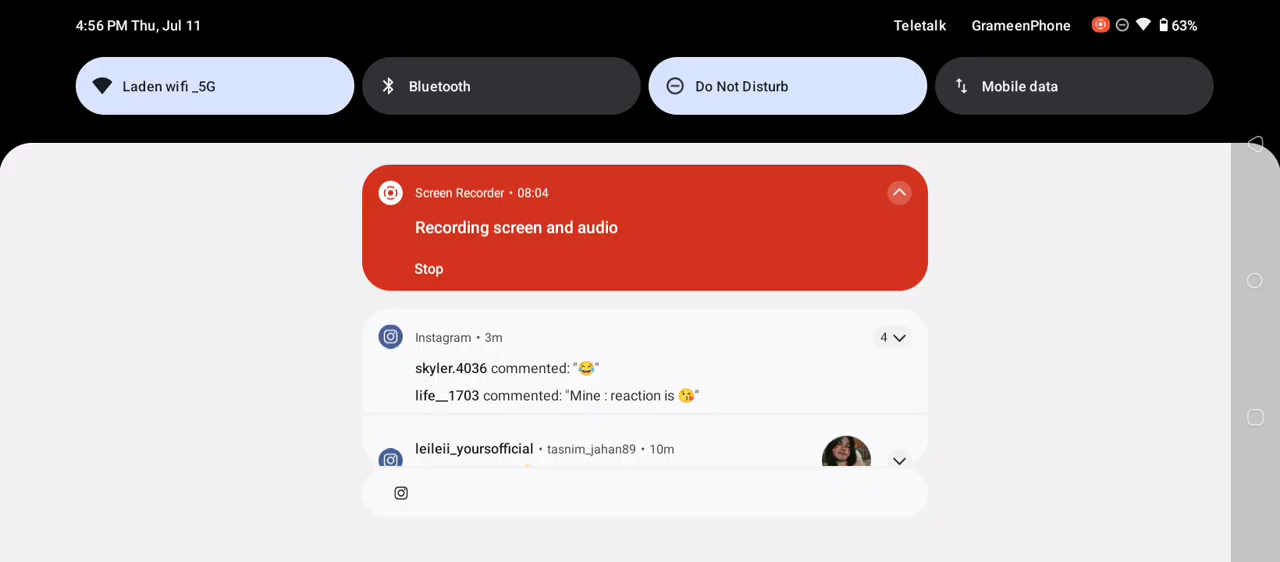 4:56 PM Thu, Jul 11 Teletalk GrameenPhone 63%
Laden wifi _5G Bluetooth Do Not Disturb Mobile data
Screen Recorder • 08:04
Recording screen and audio
Stop
Instagram • 3m 4
skyler.4036 commented: "😂"
life__1703 commented: "Mine : reaction is 😘"
leileii_yoursofficial • tasnim_jahan89 • 10m